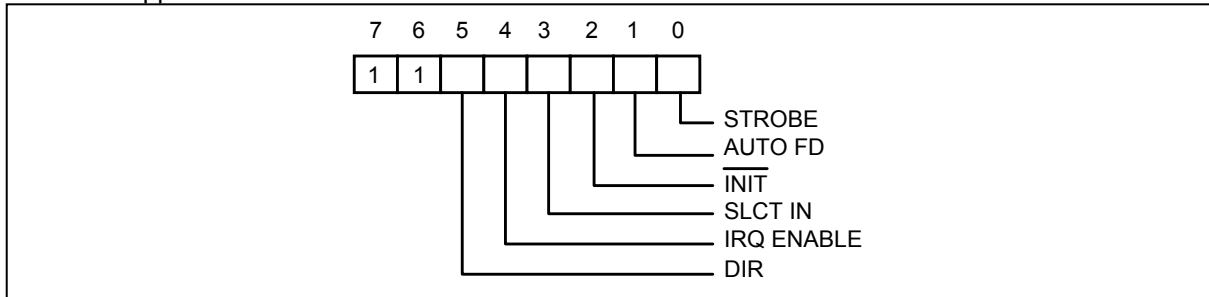 7 6 5 4 3 2 1 0
1 1
STROBE
AUTO FD
INIT
SLCT IN
IRQ ENABLE
DIR